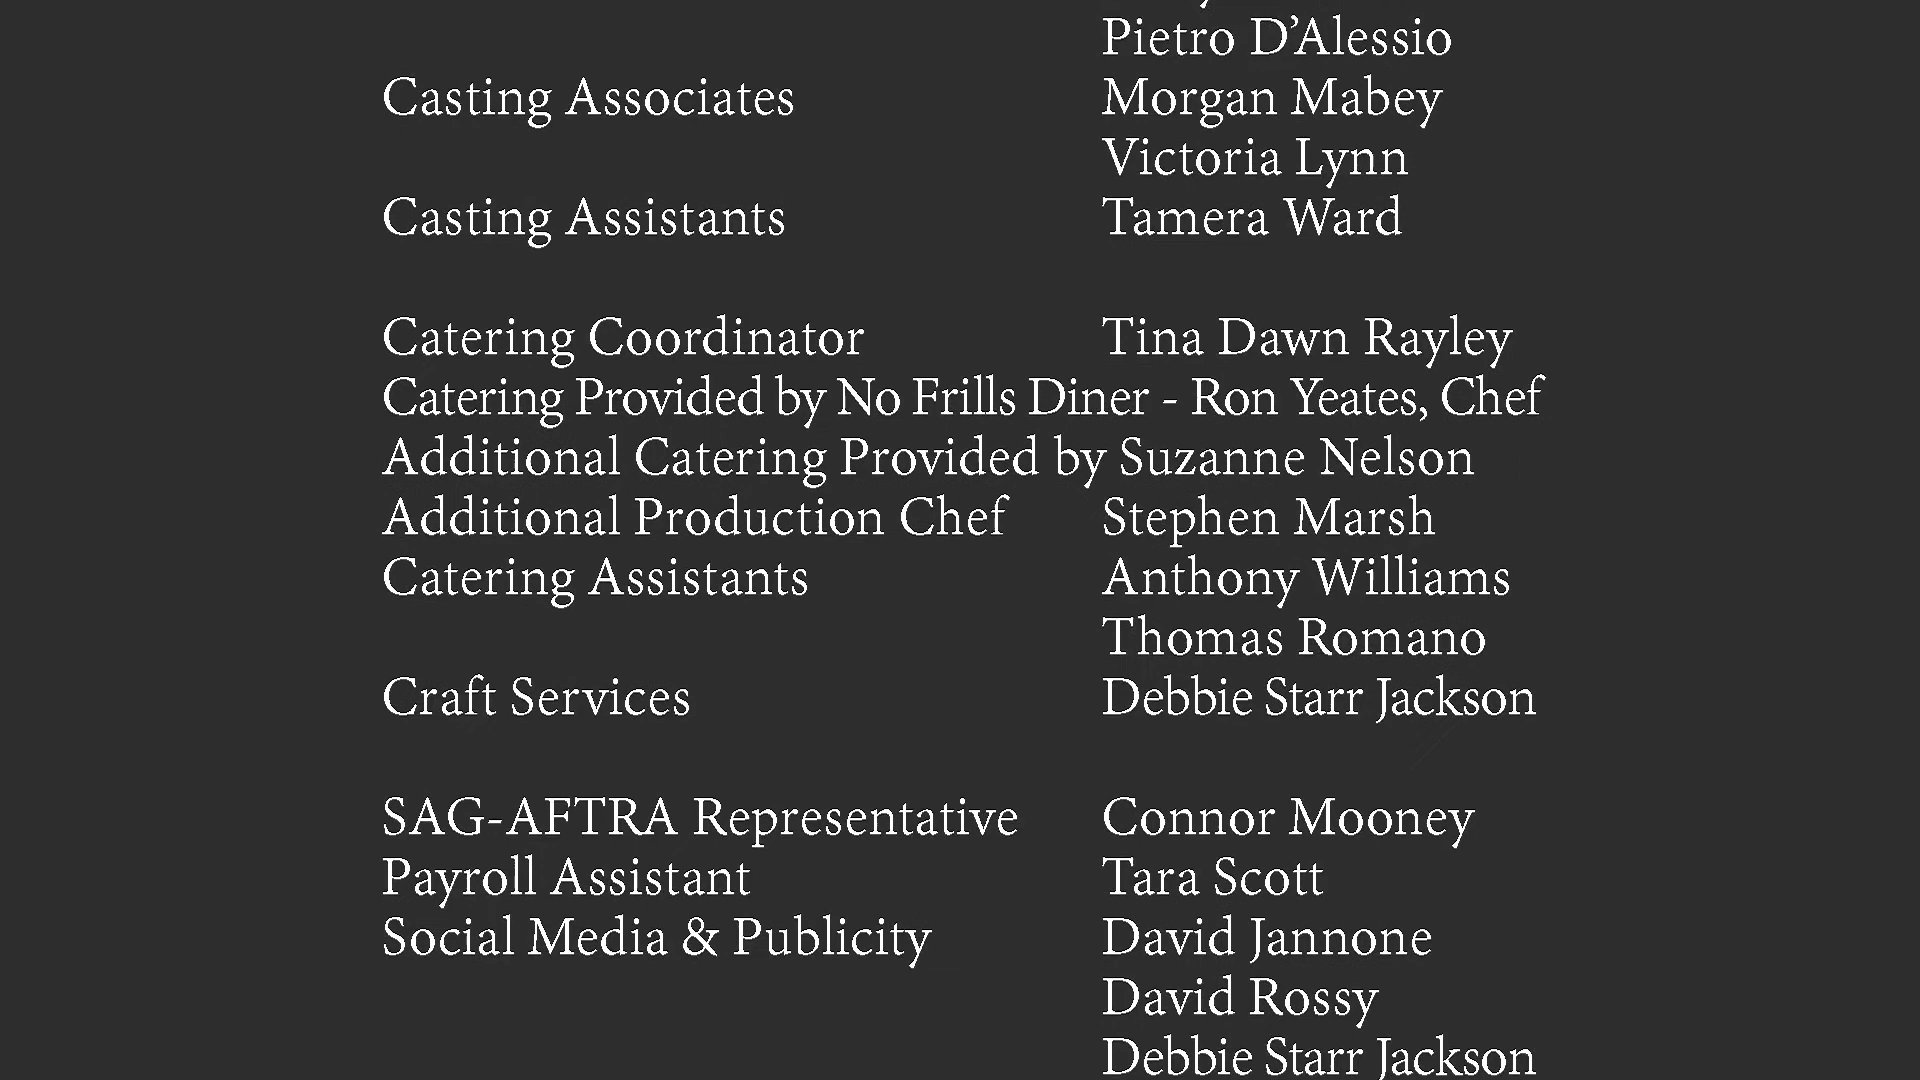 Pietro D’Alessio
Casting Associates Morgan Mabey
Victoria Lynn
Casting Assistants Tamera Ward
Catering Coordinator Tina Dawn Rayley
Catering Provided by No Frills Diner - Ron Yeates, Chef
Additional Catering Provided by Suzanne Nelson
Additional Production Chef Stephen Marsh
Catering Assistants Anthony Williams
Thomas Romano
Craft Services Debbie Starr Jackson
SAG-AFTRA Representative Connor Mooney
Payroll Assistant Tara Scott
Social Media & Publicity David Jannone
David Rossy
Debbie Starr Jackson